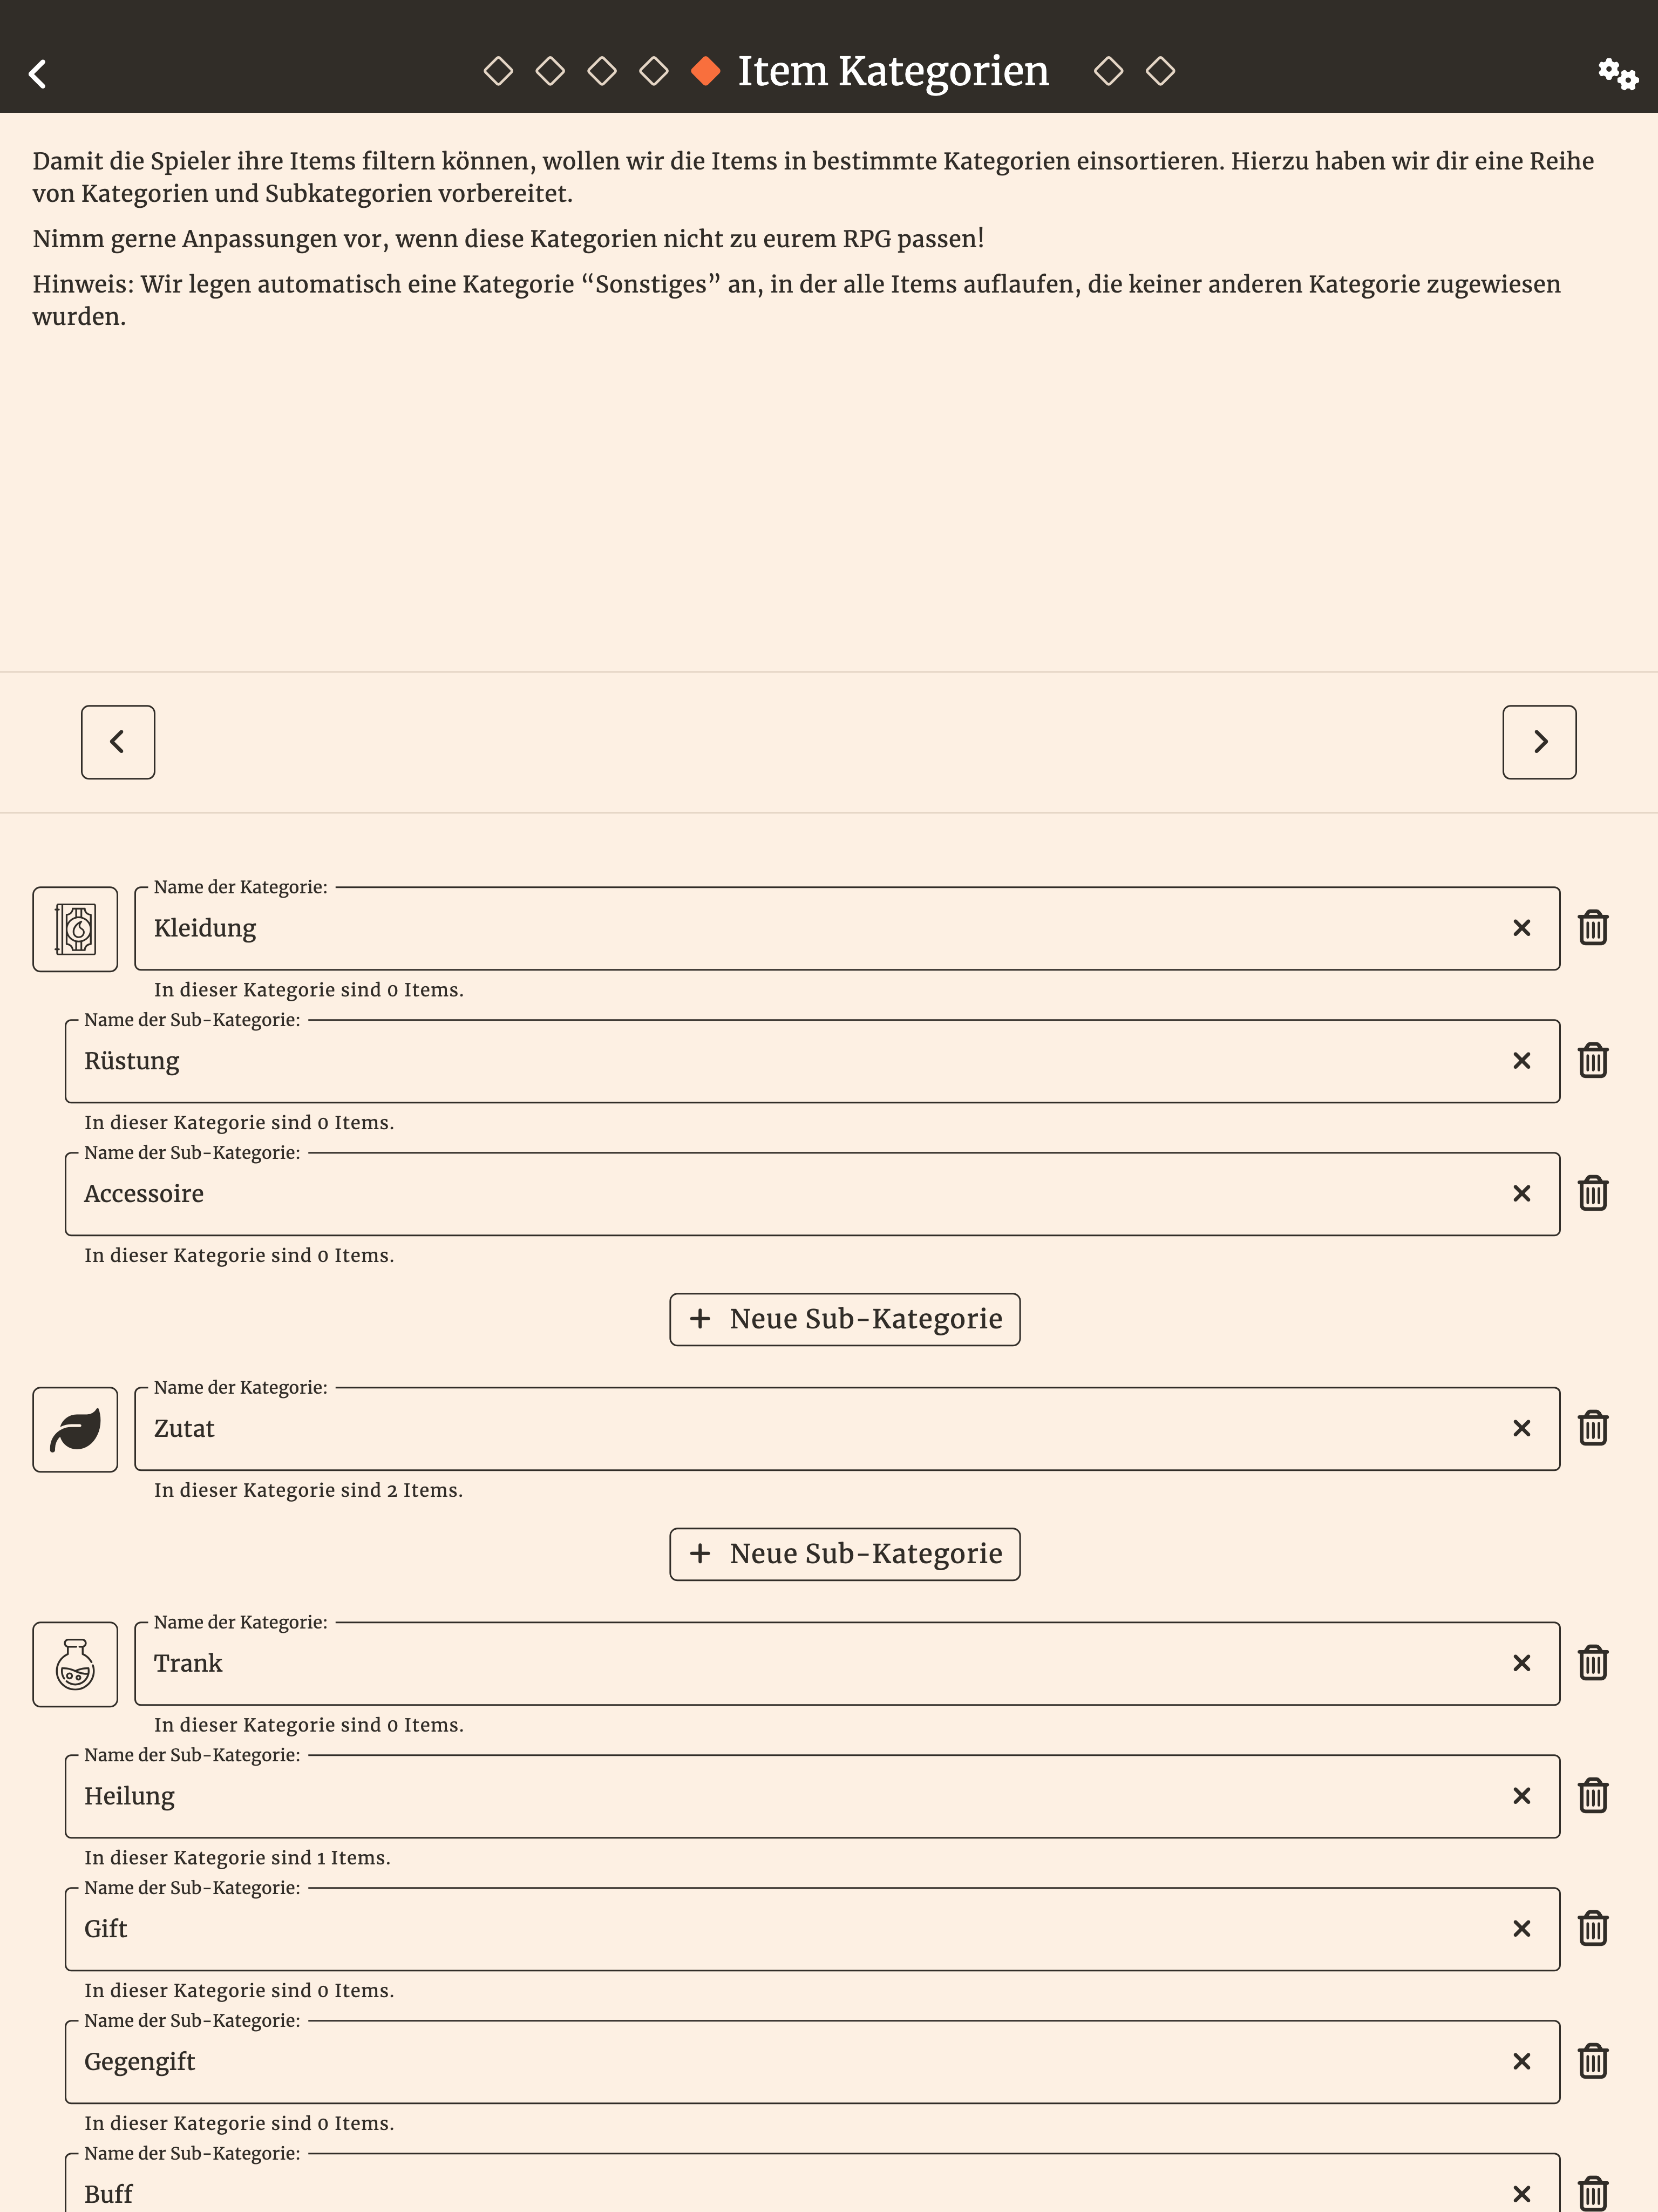 Item Kategorien
Damit die Spieler ihre Items filtern können, wollen wir die Items in bestimmte Kategorien einsortieren. Hierzu haben wir dir eine Reihe
von Kategorien und Subkategorien vorbereitet.
Nimm gerne Anpassungen vor, wenn diese Kategorien nicht zu eurem RPG passen!
Hinweis: Wir legen automatisch eine Kategorie “Sonstiges” an, in der alle Items auflaufen, die keiner anderen Kategorie zugewiesen
wurden.
Name der Kategorie:
Kleidung
In dieser Kategorie sind 0 Items.
Name der Sub-Kategorie:
Rüstung
In dieser Kategorie sind 0 Items.
Name der Sub-Kategorie:
Accessoire
In dieser Kategorie sind 0 Items.
+ Neue Sub-Kategorie
Name der Kategorie:
Zutat
In dieser Kategorie sind 2 Items.
+ Neue Sub-Kategorie
Name der Kategorie:
Trank
In dieser Kategorie sind 0 Items.
Name der Sub-Kategorie:
Heilung
In dieser Kategorie sind 1 Items.
Name der Sub-Kategorie:
Gift
In dieser Kategorie sind 0 Items.
Name der Sub-Kategorie:
Gegengift
In dieser Kategorie sind 0 Items.
Name der Sub-Kategorie:
Buff